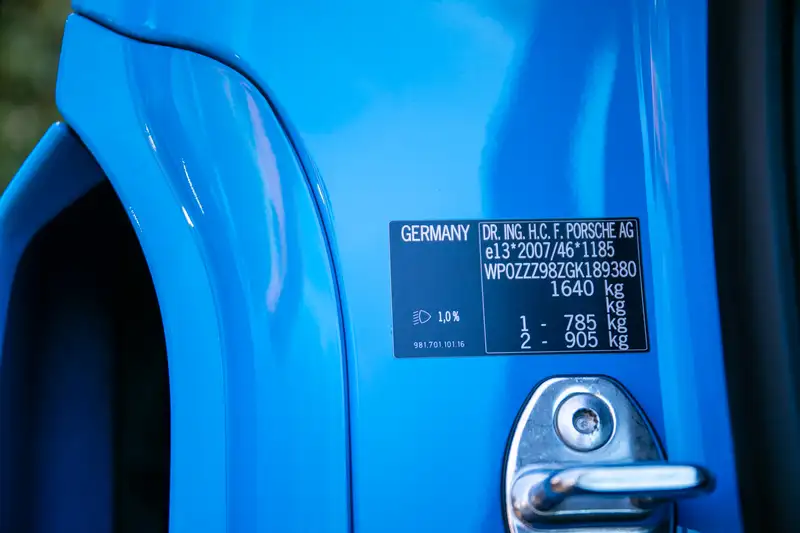 GERMANY
DR. ING. H.C. F. PORSCHE AG
e13*2007/46*1185
WP0ZZZ98ZGK189380
1640 kg
kg
1 - 785 kg
2 - 905 kg
1,0%
981.701.101.16